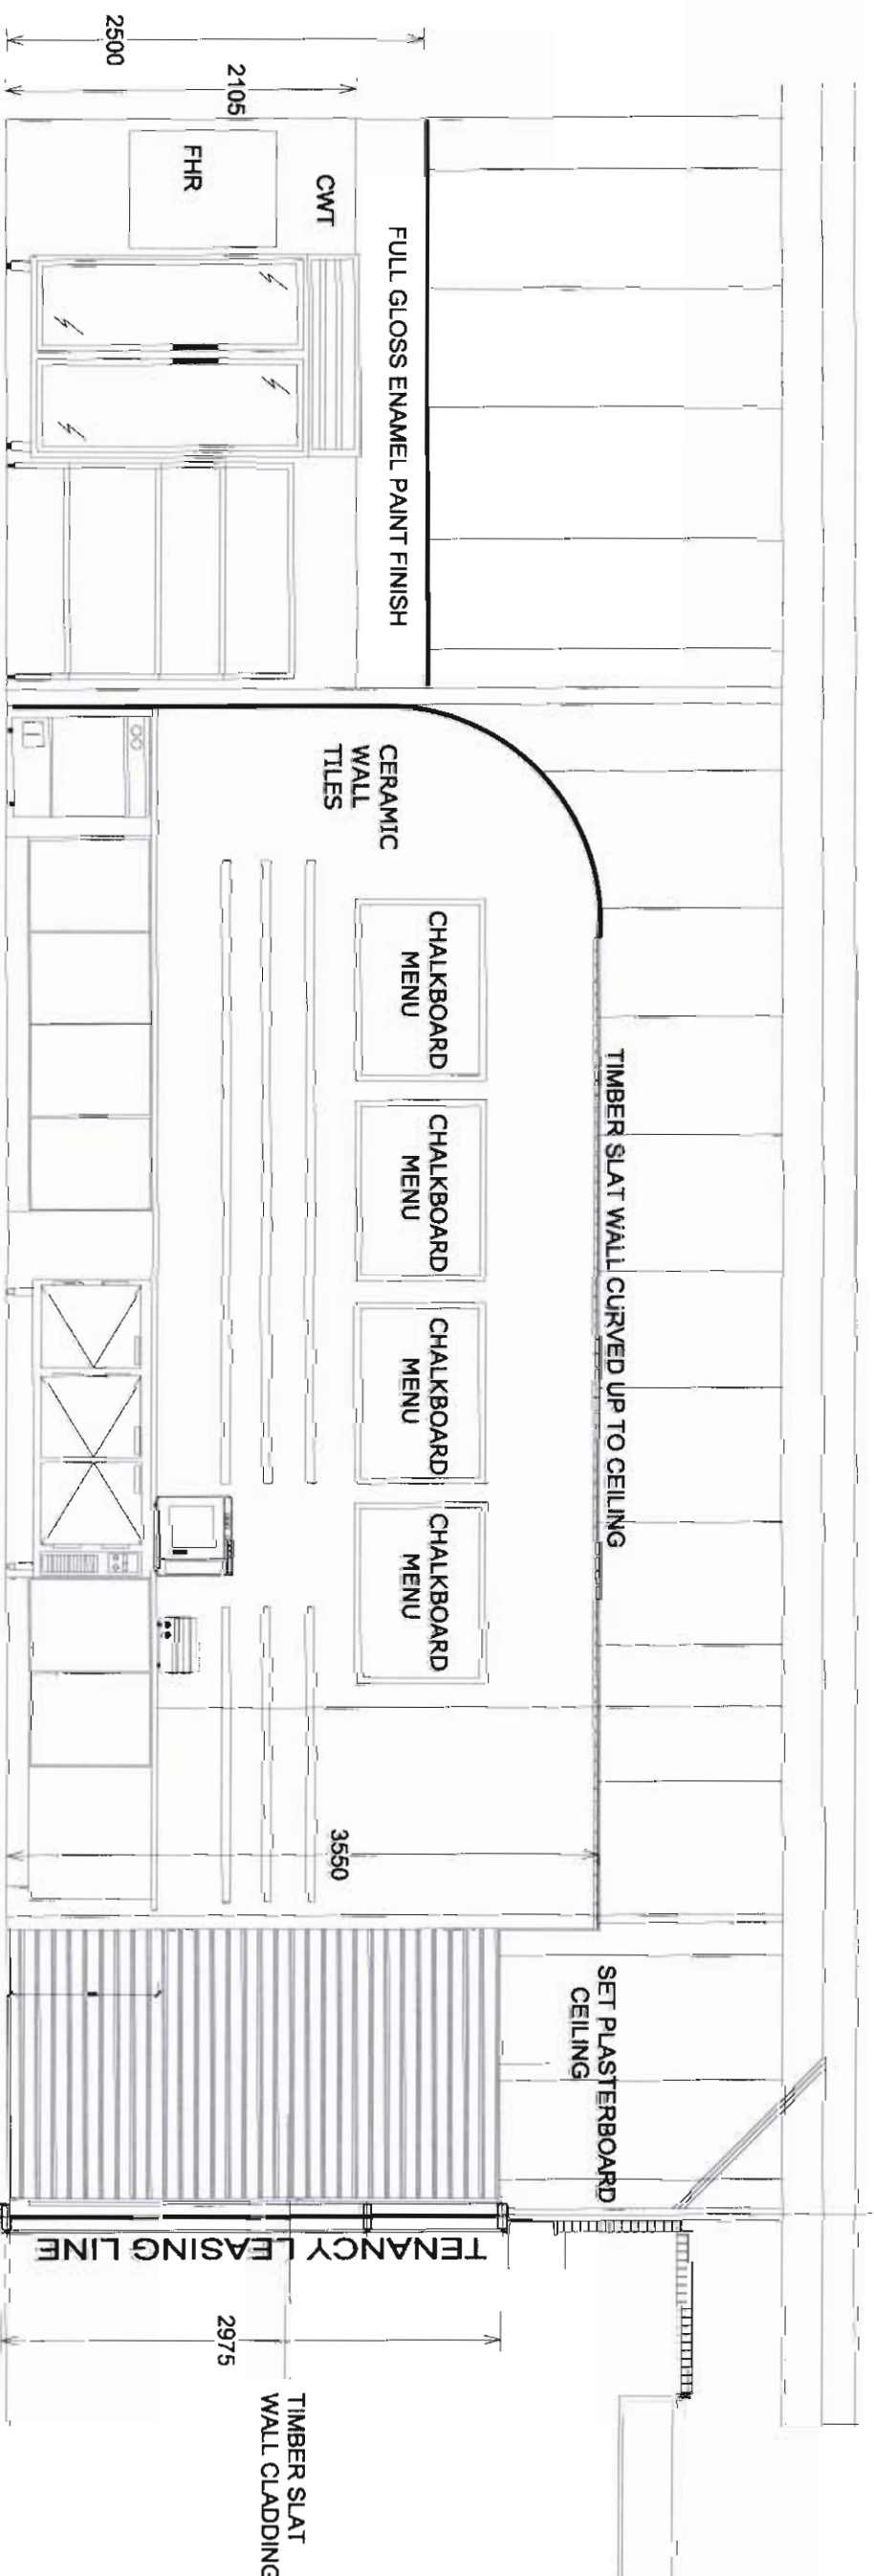 2500
2105
FHR
CWT
FULL GLOSS ENAMEL PAINT FINISH
CERAMIC
WALL
TILES
CHALKBOARD
MENU
CHALKBOARD
MENU
CHALKBOARD
MENU
CHALKBOARD
MENU
TIMBER SLAT WALL CURVED UP TO CEILING
3550
SET PLASTERBOARD
CEILING
TENANCY LEASING LINE
2975
TIMBER SLAT
WALL CLADDING